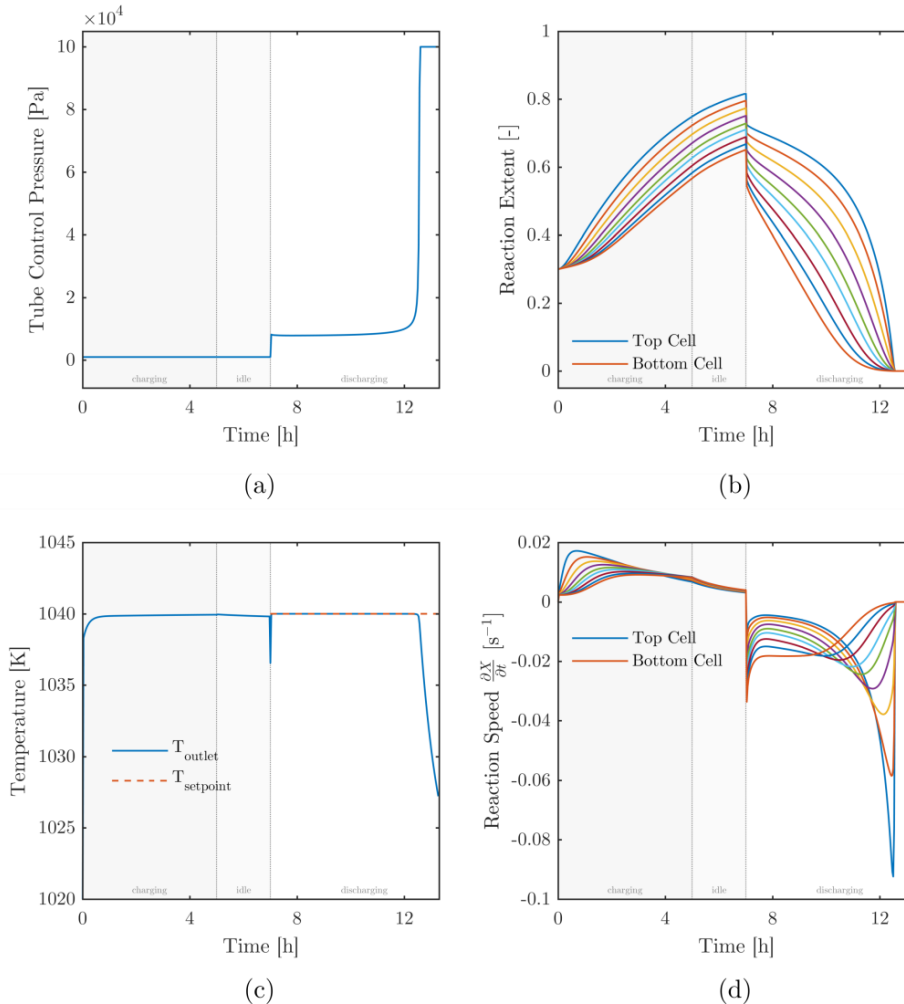 ×10⁴
Tube Control Pressure [Pa]
10
8
6
4
2
0
charging
idle
discharging
0
4
8
12
Time [h]
(a)
Reaction Extent [-]
1
0.8
0.6
0.4
0.2
0
Top Cell
Bottom Cell
charging
idle
discharging
0
4
8
12
Time [h]
(b)
Temperature [K]
1045
1040
1035
1030
1025
1020
T_outlet
T_setpoint
charging
idle
discharging
0
4
8
12
Time [h]
(c)
Reaction Speed ∂X/∂t [s⁻¹]
0.02
0
-0.02
-0.04
-0.06
-0.08
-0.1
Top Cell
Bottom Cell
charging
idle
discharging
0
4
8
12
Time [h]
(d)